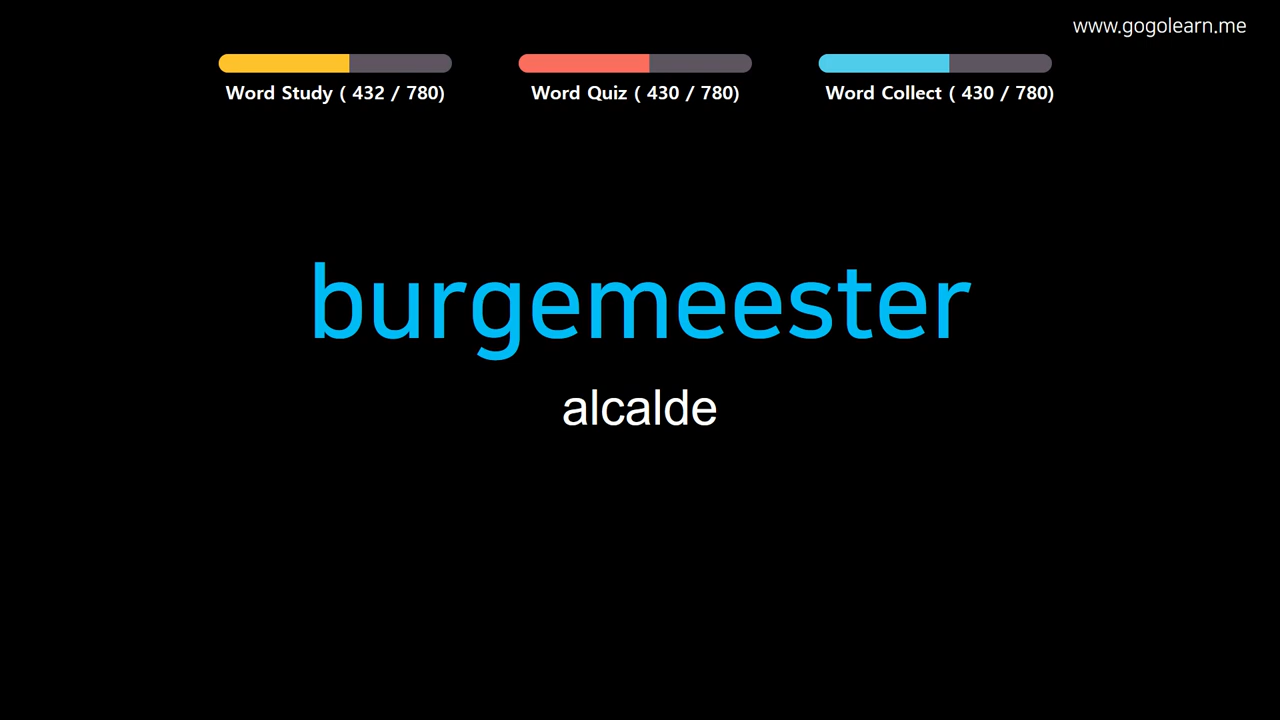 www.gogolearn.me
Word Study ( 432 / 780)
Word Quiz ( 430 / 780)
Word Collect ( 430 / 780)
burgemeester
alcalde